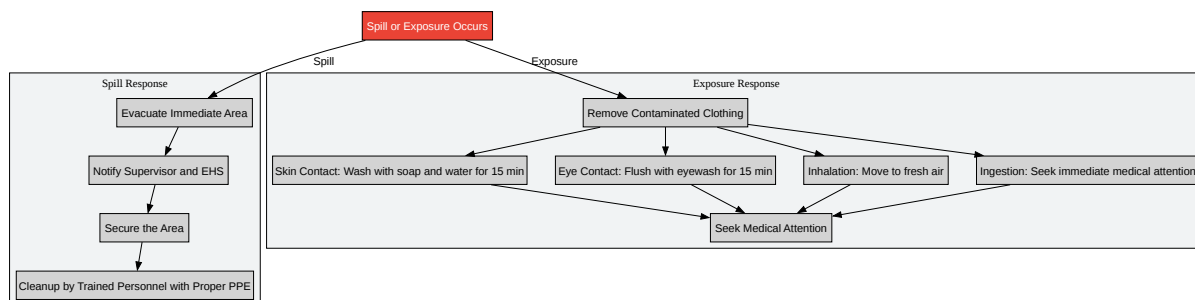 Spill or Exposure Occurs
Spill
Exposure
Spill Response
Exposure Response
Evacuate Immediate Area
Remove Contaminated Clothing
Notify Supervisor and EHS
Skin Contact: Wash with soap and water for 15 min
Eye Contact: Flush with eyewash for 15 min
Inhalation: Move to fresh air
Ingestion: Seek immediate medical attention
Secure the Area
Seek Medical Attention
Cleanup by Trained Personnel with Proper PPE